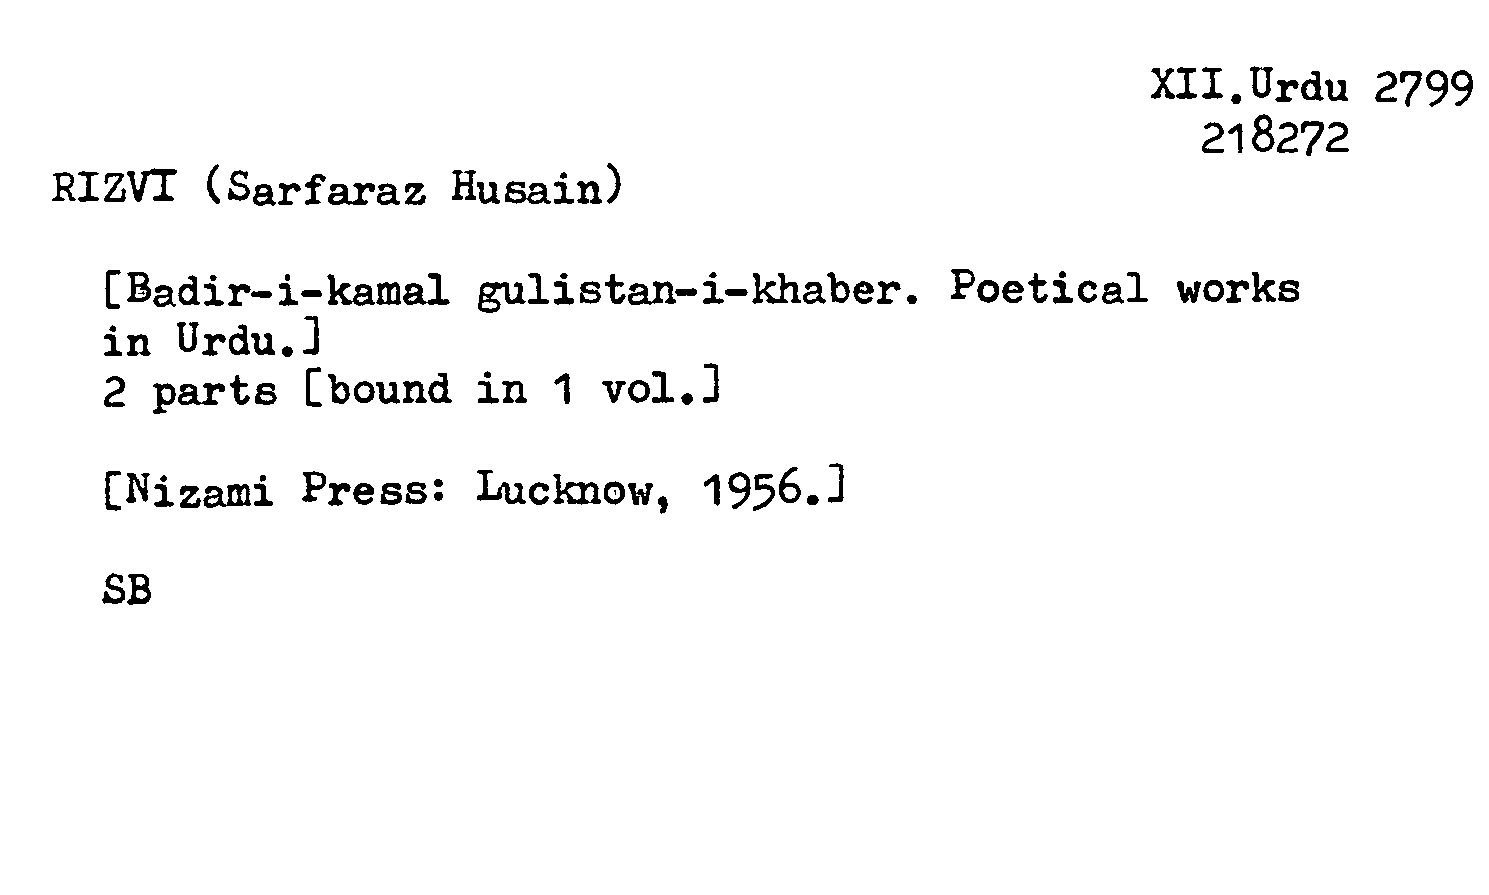 XII.Urdu 2799
218272
RIZVI (Sarfaraz Husain)
[Badir-i-kamal gulistan-i-khaber. Poetical works
in Urdu.]
2 parts [bound in 1 vol.]
[Nizami Press: Lucknow, 1956.]
SB